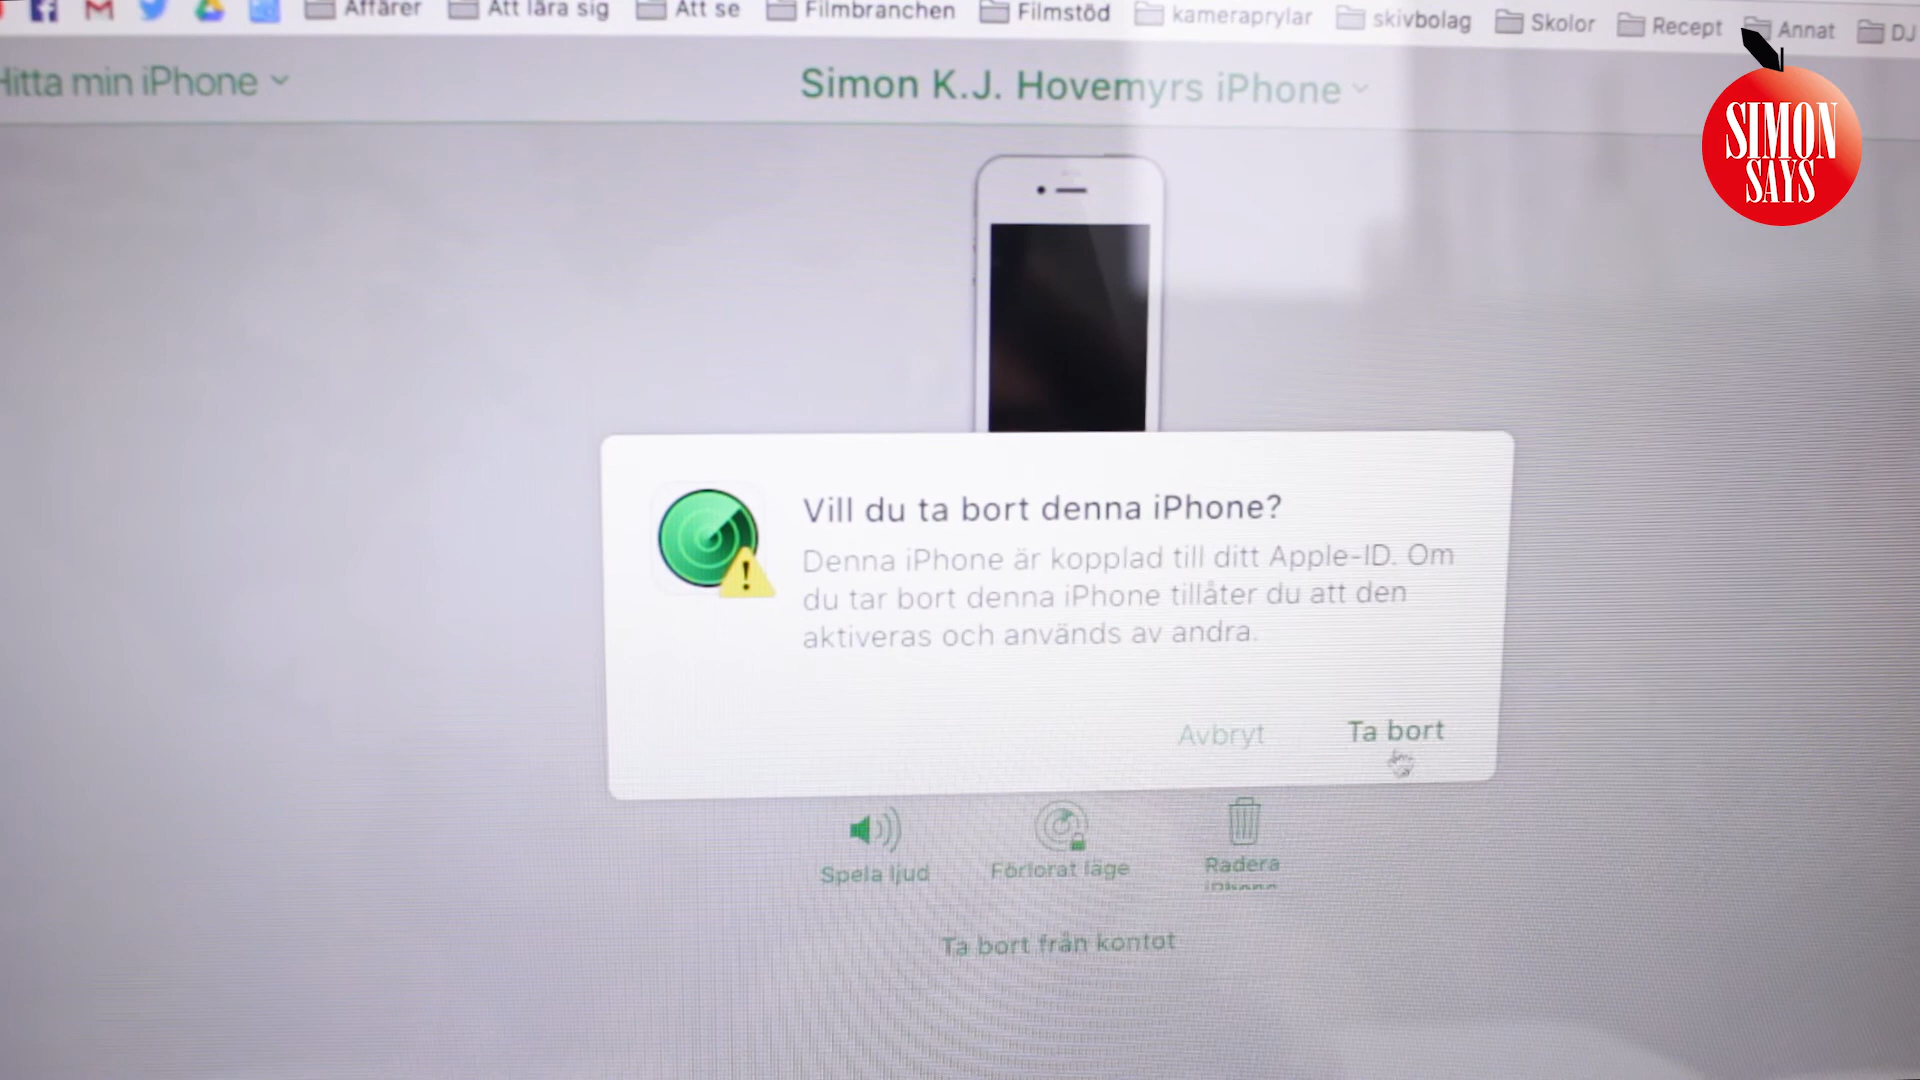 Affärer
Att lära sig
Att se
Filmbranchen
Filmstöd
kameraprylar
skivbolag
Skolor
Recept
Annat
DJ
Hitta min iPhone
Simon K.J. Hovemyrs iPhone
SIMON
SAYS
Vill du ta bort denna iPhone?
Denna iPhone är kopplad till ditt Apple-ID. Om
du tar bort denna iPhone tillåter du att den
aktiveras och används av andra.
Avbryt
Ta bort
Spela ljud
Förlorat läge
Radera
iPhone
Ta bort från kontot